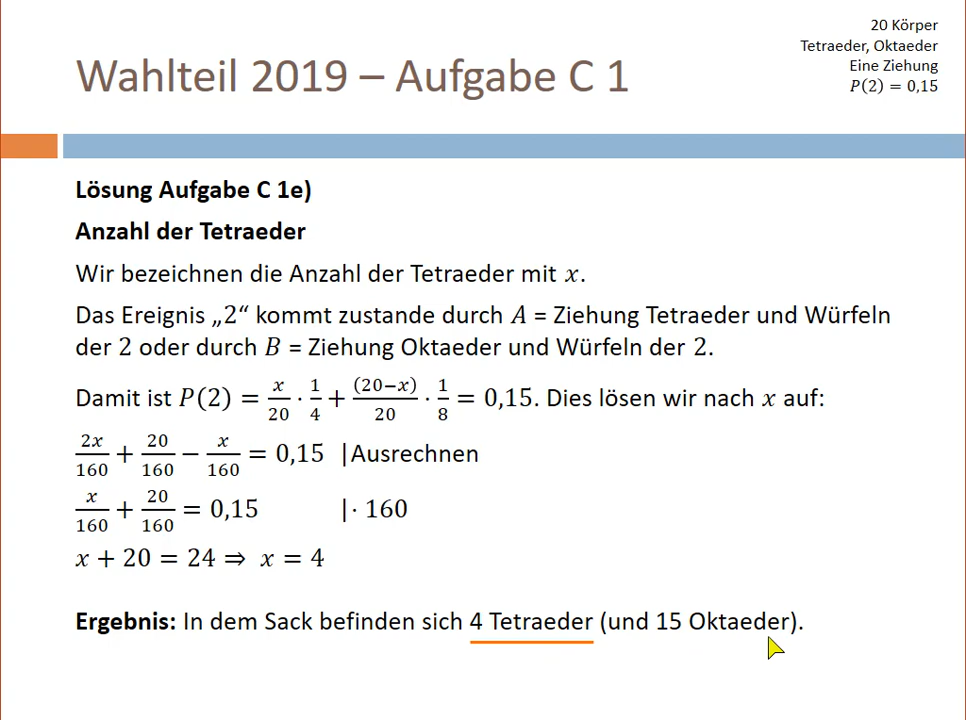 20 Körper
Tetraeder, Oktaeder
Eine Ziehung
P(2) = 0,15
Wahlteil 2019 – Aufgabe C 1
Lösung Aufgabe C 1e)
Anzahl der Tetraeder
Wir bezeichnen die Anzahl der Tetraeder mit x.
Das Ereignis „2“ kommt zustande durch A = Ziehung Tetraeder und Würfeln
der 2 oder durch B = Ziehung Oktaeder und Würfeln der 2.
Damit ist P(2) = x/20 · 1/4 + (20−x)/20 · 1/8 = 0,15. Dies lösen wir nach x auf:
2x/160 + 20/160 − x/160 = 0,15 |Ausrechnen
x/160 + 20/160 = 0,15 |· 160
x + 20 = 24 ⇒ x = 4
Ergebnis: In dem Sack befinden sich 4 Tetraeder (und 15 Oktaeder).